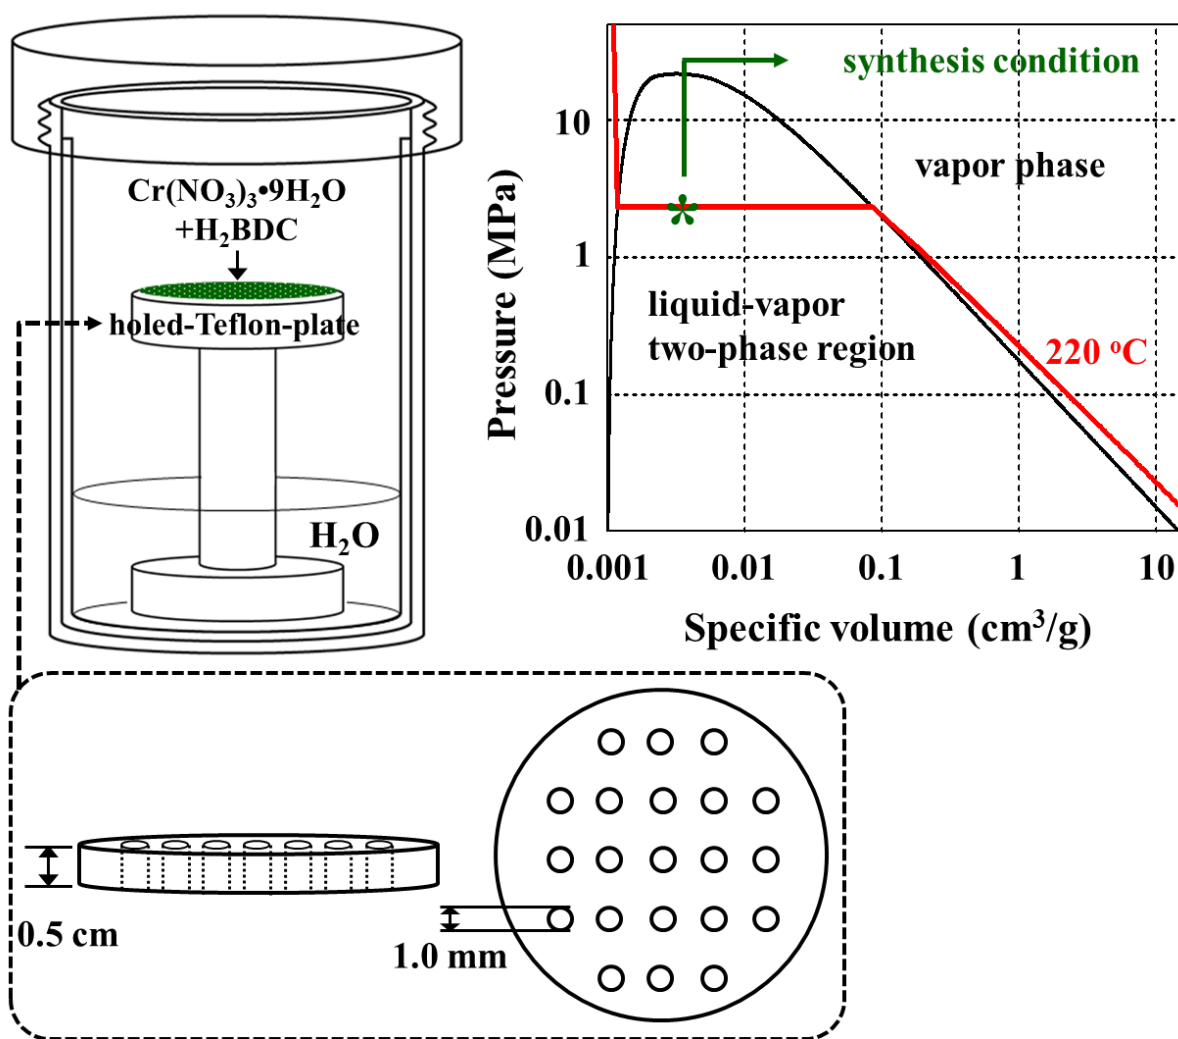 Cr(NO₃)₃•9H₂O
+H₂BDC
holed-Teflon-plate
H₂O
synthesis condition
vapor phase
liquid-vapor
two-phase region
220 °C
Pressure (MPa)
10
1
0.1
0.01
0.001
0.01
0.1
1
10
Specific volume (cm³/g)
0.5 cm
1.0 mm